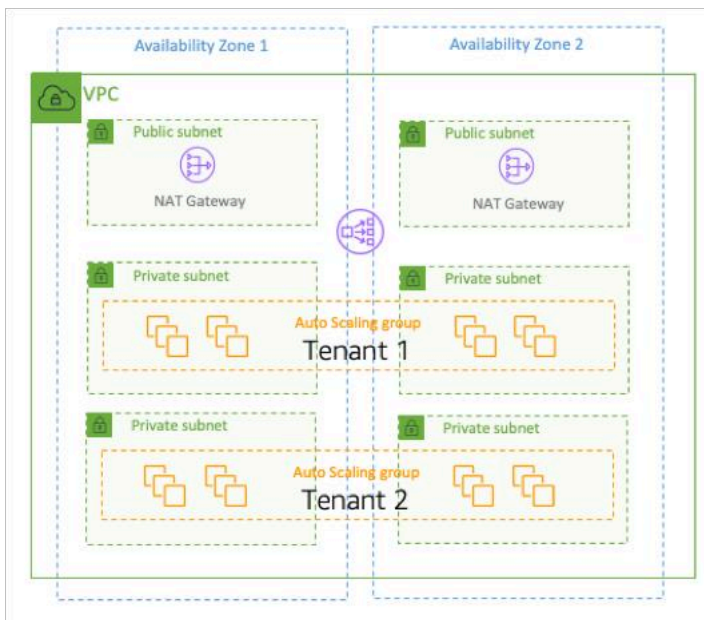 Availability Zone 1
Availability Zone 2
VPC
Public subnet
Public subnet
NAT Gateway
NAT Gateway
Private subnet
Private subnet
Auto Scaling group
Tenant 1
Private subnet
Private subnet
Auto Scaling group
Tenant 2